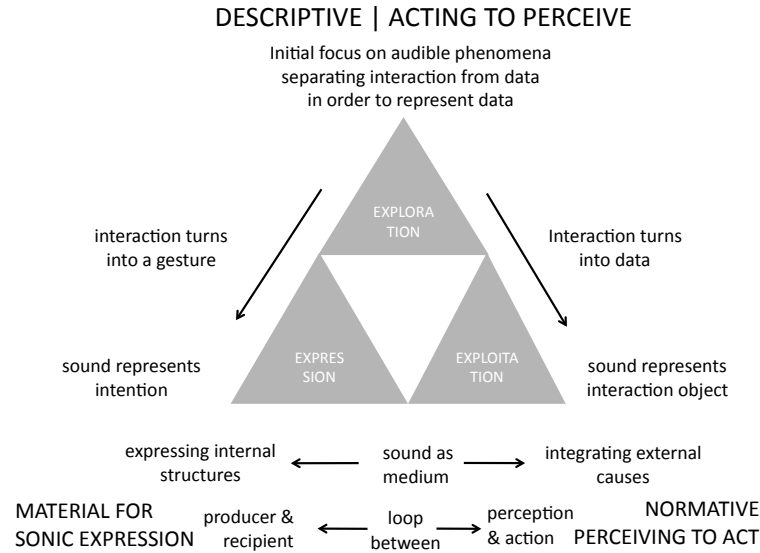 DESCRIPTIVE | ACTING TO PERCEIVE
Initial focus on audible phenomena
separating interaction from data
in order to represent data
EXPLORA
TION
interaction turns
into a gesture
Interaction turns
into data
EXPRES
SION
EXPLOITA
TION
sound represents
intention
sound represents
interaction object
expressing internal
structures
sound as
medium
integrating external
causes
MATERIAL FOR
SONIC EXPRESSION
producer &
recipient
loop
between
perception
& action
NORMATIVE
PERCEIVING TO ACT